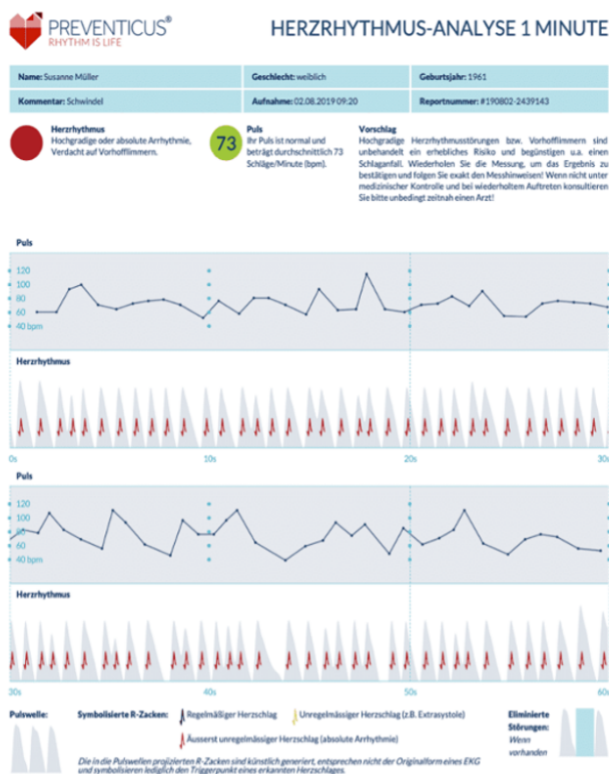 PREVENTICUS®
RHYTHM IS LIFE
HERZRHYTHMUS-ANALYSE 1 MINUTE
Name: Susanne Müller
Geschlecht: weiblich
Geburtsjahr: 1961
Kommentar: Schwindel
Aufnahme: 02.08.2019 09:20
Reportnummer: #190802-2439143
Herzrhythmus
Hochgradige oder absolute Arrhythmie,
Verdacht auf Vorhofflimmern.
73
Puls
Ihr Puls ist normal und
beträgt durchschnittlich 73
Schläge/Minute (bpm).
Vorschlag
Hochgradige Herzrhythmusstörungen bzw. Vorhofflimmern sind
unbehandelt ein erhebliches Risiko und begünstigen u.a. einen
Schlaganfall. Wiederholen Sie die Messung, um das Ergebnis zu
bestätigen und folgen Sie exakt den Messhinweisen! Wenn nicht unter
medizinischer Kontrolle und bei wiederholtem Auftreten konsultieren
Sie bitte unbedingt zeitnah einen Arzt!
Puls
120
100
80
60
40 bpm
Herzrhythmus
0s
10s
20s
30s
Puls
120
100
80
60
40 bpm
Herzrhythmus
30s
40s
50s
60s
Pulswelle:
Symbolisierte R-Zacken:
Regelmäßiger Herzschlag
Unregelmässiger Herzschlag (z.B. Extrasystole)
Äusserst unregelmässiger Herzschlag (absolute Arrhythmie)
Eliminierte
Störungen:
Wenn
vorhanden
Die in die Pulswellen projizierten R-Zacken sind künstlich generiert, entsprechen nicht der Originalform eines EKG
und symbolisieren lediglich den Triggerpunkt eines erkannten Herzschlages.